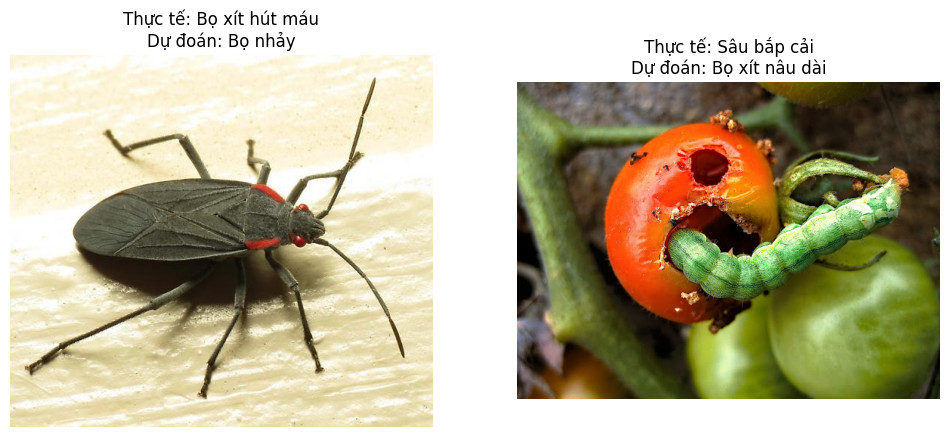 Thực tế: Bọ xít hút máu
Dự đoán: Bọ nhảy
Thực tế: Sâu bắp cải
Dự đoán: Bọ xít nâu dài